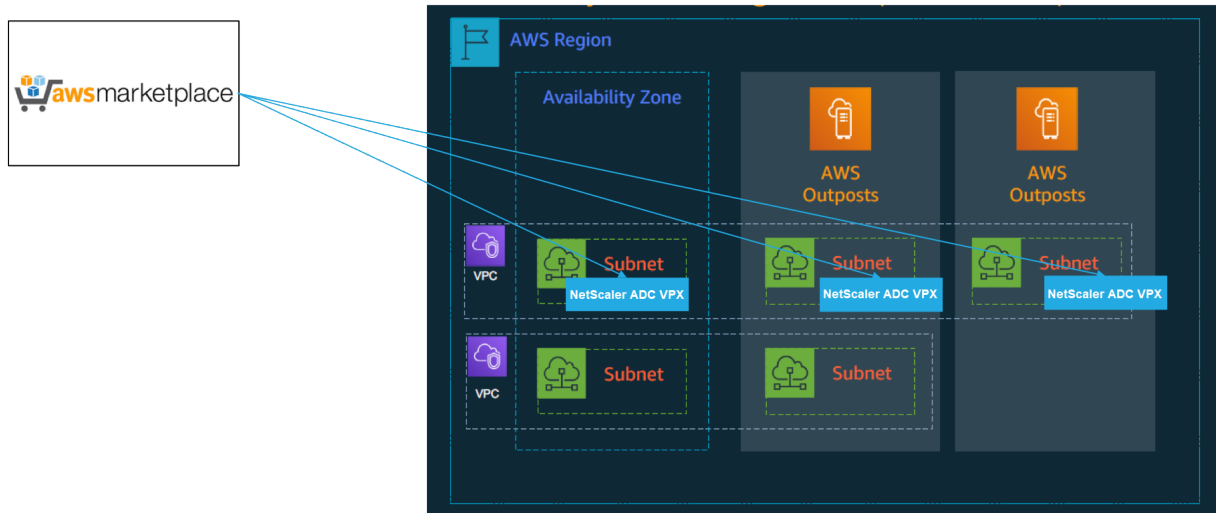 awsmarketplace
AWS Region
Availability Zone
AWS
Outposts
AWS
Outposts
VPC
Subnet
NetScaler ADC VPX
Subnet
NetScaler ADC VPX
Subnet
NetScaler ADC VPX
VPC
Subnet
Subnet